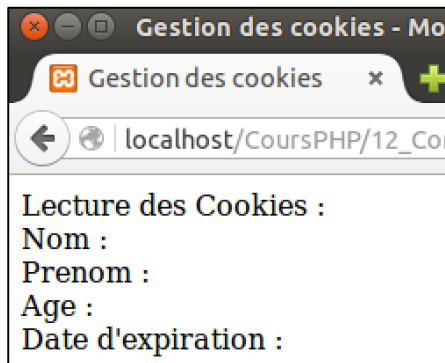 Gestion des cookies - Mo
Gestion des cookies
localhost/CoursPHP/12_Co
Lecture des Cookies :
Nom :
Prenom :
Age :
Date d'expiration :